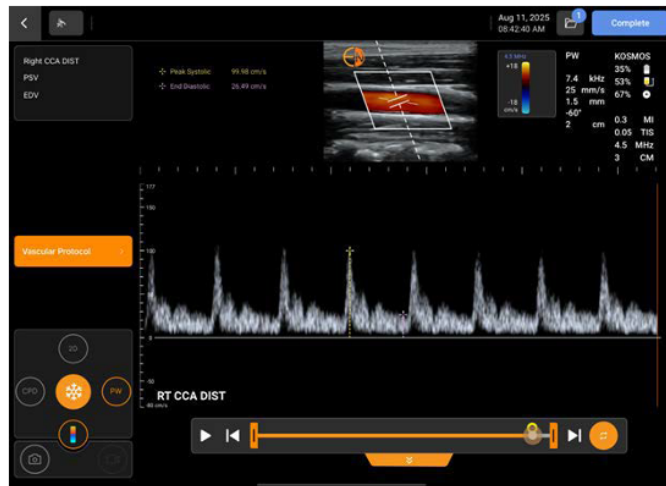 Aug 11, 2025
08:42:40 AM
1
Complete
Right CCA DIST
PSV
EDV
Peak Systolic 99.98 cm/s
End Diastolic 26.49 cm/s
4.5 MHz
+18
-18
cm/s
PW
7.4 kHz
25 mm/s
1.5 mm
-60°
2 cm
KOSMOS
35%
53%
67%
0.3 MI
0.05 TIS
4.5 MHz
3 CM
177
150
100
50
0
-50
cm/s
Vascular Protocol
2D
CFD
PW
RT CCA DIST